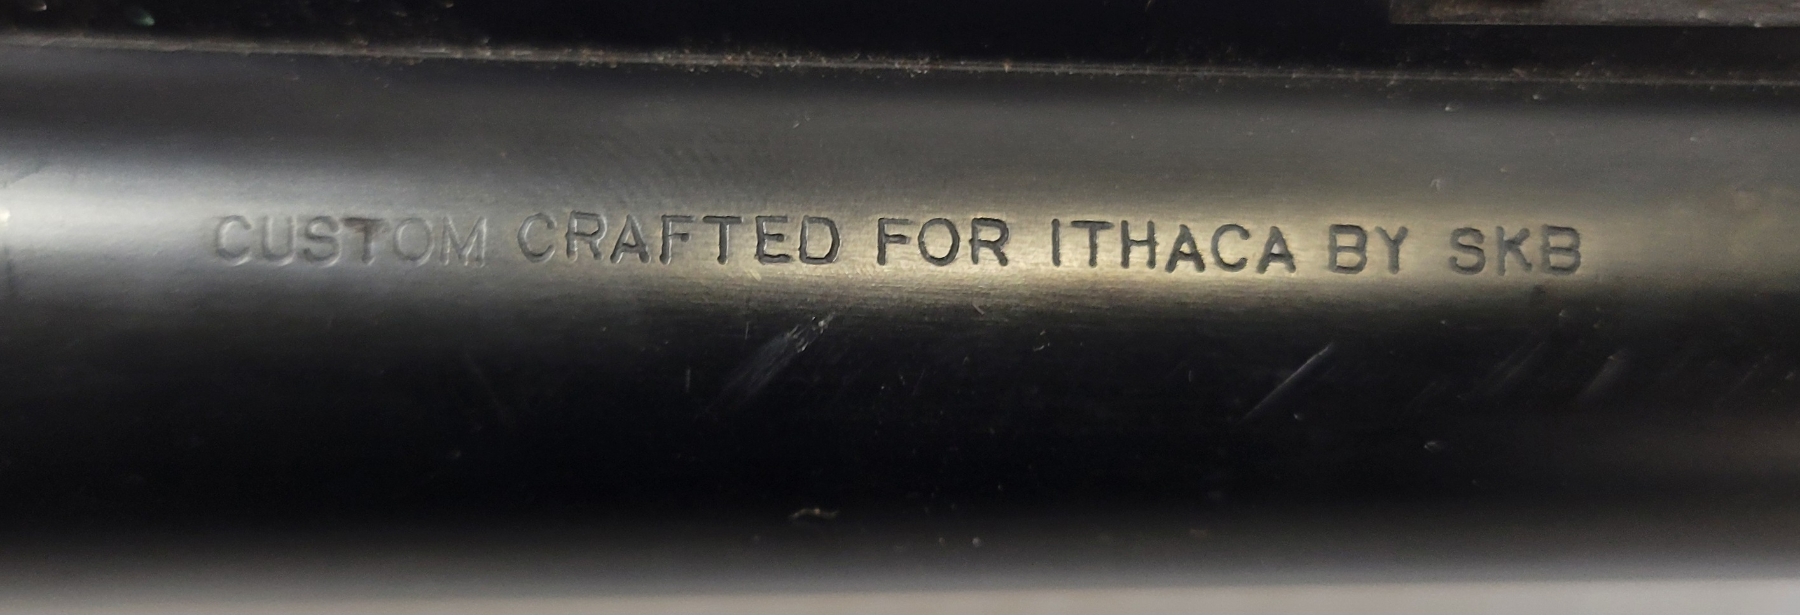 CUSTOM CRAFTED FOR ITHACA BY SKB